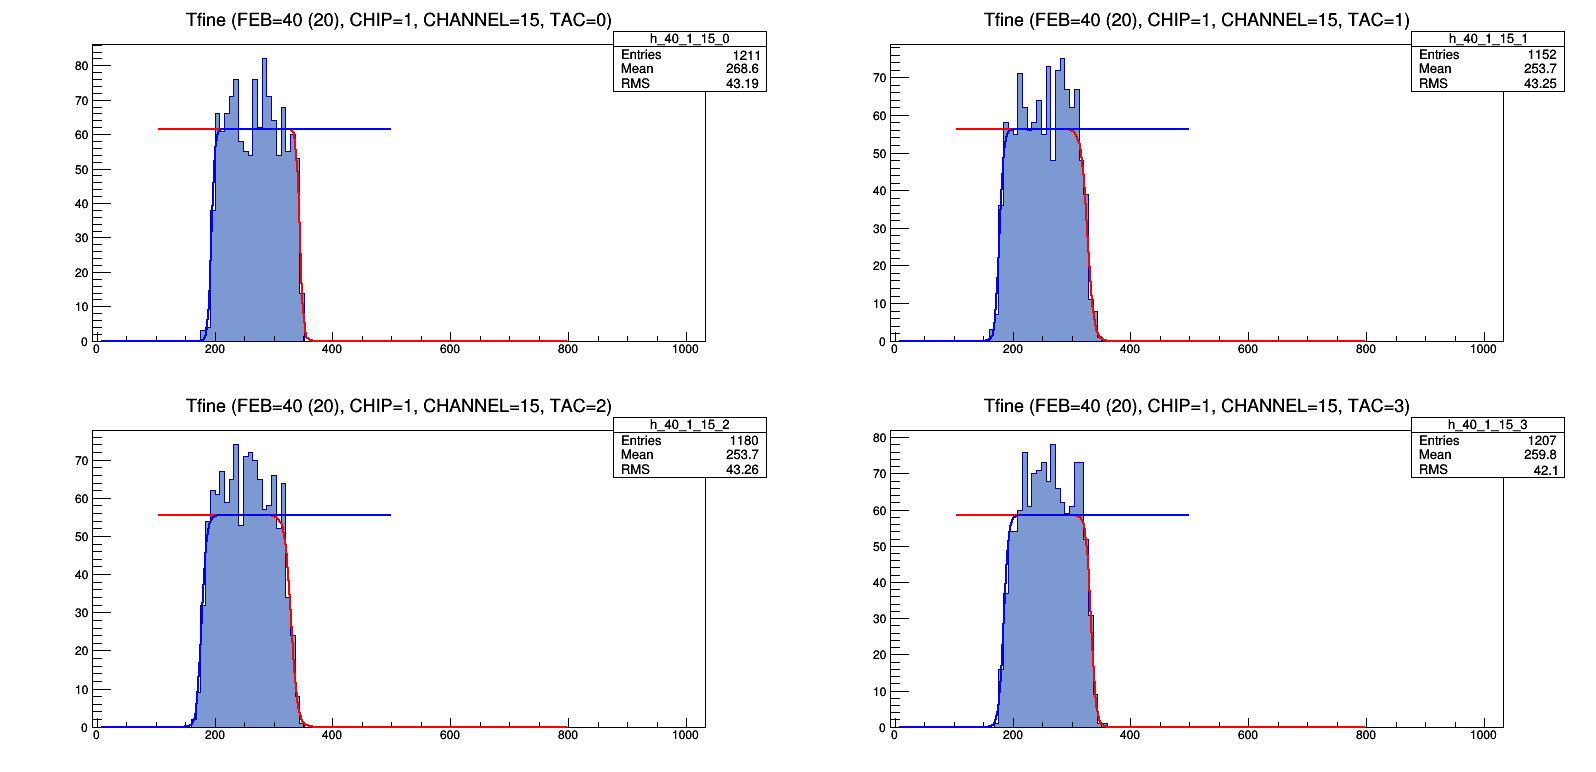 Tfine (FEB=40 (20), CHIP=1, CHANNEL=15, TAC=0)
h_40_1_15_0
Entries 1211
Mean 268.6
RMS 43.19
80
70
60
50
40
30
20
10
0
0 200 400 600 800 1000
Tfine (FEB=40 (20), CHIP=1, CHANNEL=15, TAC=1)
h_40_1_15_1
Entries 1152
Mean 253.7
RMS 43.25
70
60
50
40
30
20
10
0
0 200 400 600 800 1000
Tfine (FEB=40 (20), CHIP=1, CHANNEL=15, TAC=2)
h_40_1_15_2
Entries 1180
Mean 253.7
RMS 43.26
70
60
50
40
30
20
10
0
0 200 400 600 800 1000
Tfine (FEB=40 (20), CHIP=1, CHANNEL=15, TAC=3)
h_40_1_15_3
Entries 1207
Mean 259.8
RMS 42.1
80
70
60
50
40
30
20
10
0
0 200 400 600 800 1000